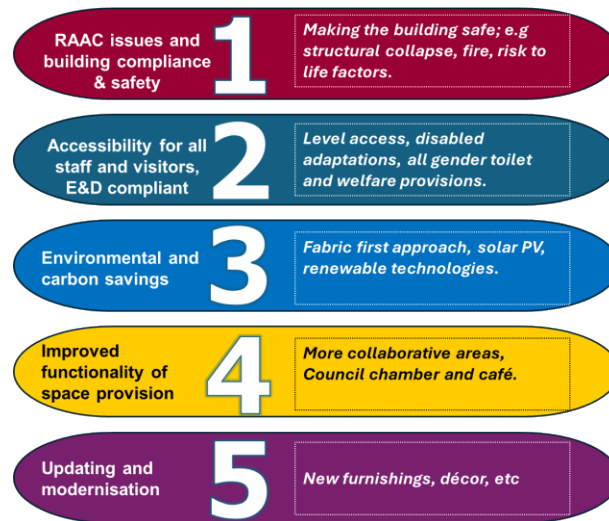 RAAC issues and
building compliance
& safety
1
Making the building safe; e.g
structural collapse, fire, risk to
life factors.
Accessibility for all
staff and visitors,
E&D compliant
2
Level access, disabled
adaptations, all gender toilet
and welfare provisions.
Environmental and
carbon savings
3
Fabric first approach, solar PV,
renewable technologies.
Improved
functionality of
space provision
4
More collaborative areas,
Council chamber and café.
Updating and
modernisation
5
New furnishings, décor, etc